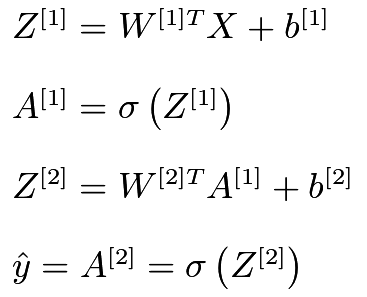 Z^{[1]} = W^{[1]T} X + b^{[1]}
A^{[1]} = σ(Z^{[1]})
Z^{[2]} = W^{[2]T} A^{[1]} + b^{[2]}
ŷ = A^{[2]} = σ(Z^{[2]})